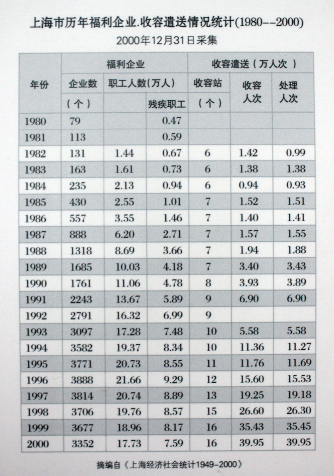 上海市历年福利企业.收容遣送情况统计(1980--2000)
2000年12月31日采集
年份 福利企业 收容遣送(万人次)
企业数(个) 职工人数(万人) 残疾职工 收容站(个) 收容人次 处理人次
1980 79 0.47
1981 113 0.59
1982 131 1.44 0.67 6 1.42 0.99
1983 163 1.61 0.73 6 1.38 1.38
1984 235 2.13 0.94 6 0.94 0.93
1985 430 2.55 1.01 7 1.52 1.51
1986 557 3.55 1.46 7 1.40 1.41
1987 888 6.20 2.71 7 1.57 1.55
1988 1318 8.69 3.66 7 1.94 1.88
1989 1685 10.03 4.18 7 3.40 3.43
1990 1761 11.06 4.78 8 3.93 3.89
1991 2243 13.67 5.89 9 6.90 6.90
1992 2791 16.32 6.99 9
1993 3097 17.28 7.48 10 5.58 5.58
1994 3582 19.37 8.34 10 11.36 11.27
1995 3771 20.73 8.55 11 11.76 11.69
1996 3888 21.66 9.29 12 15.60 15.53
1997 3814 20.74 8.89 13 19.25 19.18
1998 3706 19.76 8.57 15 26.60 26.30
1999 3677 18.96 8.17 16 35.43 35.45
2000 3352 17.73 7.59 16 39.95 39.95
摘编自《上海经济社会统计1949-2000》